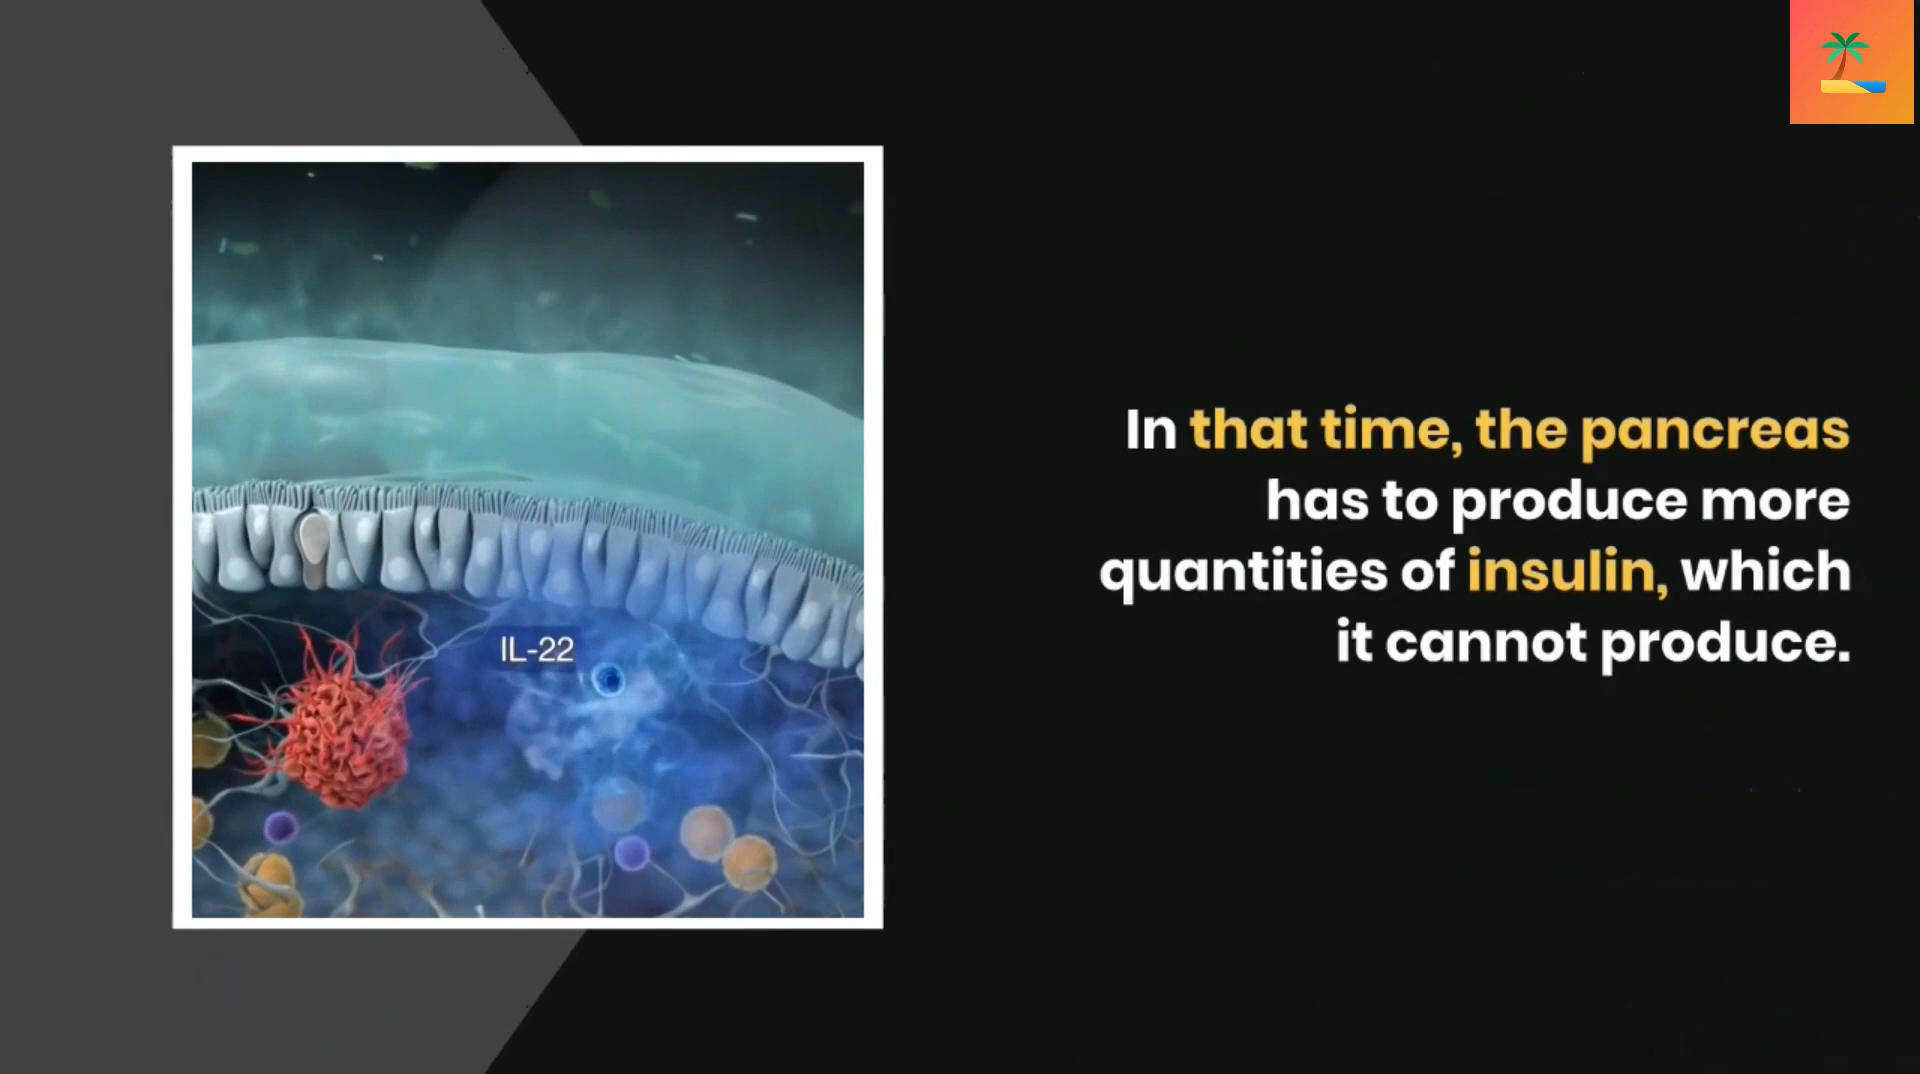 IL-22
In that time, the pancreas
has to produce more
quantities of insulin, which
it cannot produce.